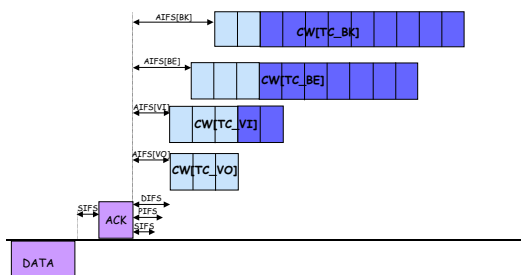 AIFS[BK]
CW[TC_BK]
AIFS[BE]
CW[TC_BE]
AIFS[VI]
CW[TC_VI]
AIFS[VO]
CW[TC_VO]
DIFS
SIFS
ACK
PIFS
SIFS
DATA